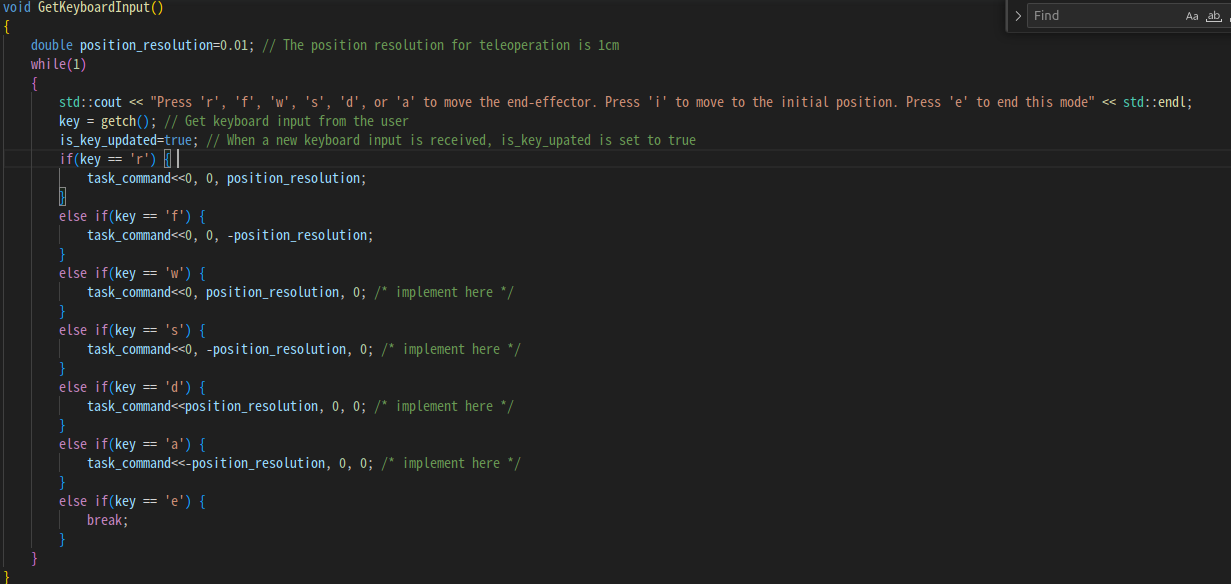 void GetKeyboardInput()
{
    double position_resolution=0.01; // The position resolution for teleoperation is 1cm
    while(1)
    {
        std::cout << "Press 'r', 'f', 'w', 's', 'd', or 'a' to move the end-effector. Press 'i' to move to the initial position. Press 'e' to end this mode" << std::endl;
        key = getch(); // Get keyboard input from the user
        is_key_updated=true; // When a new keyboard input is received, is_key_upated is set to true
        if(key == 'r') {
            task_command<<0, 0, position_resolution;
        }
        else if(key == 'f') {
            task_command<<0, 0, -position_resolution;
        }
        else if(key == 'w') {
            task_command<<0, position_resolution, 0; /* implement here */
        }
        else if(key == 's') {
            task_command<<0, -position_resolution, 0; /* implement here */
        }
        else if(key == 'd') {
            task_command<<position_resolution, 0, 0; /* implement here */
        }
        else if(key == 'a') {
            task_command<<-position_resolution, 0, 0; /* implement here */
        }
        else if(key == 'e') {
            break;
        }
    }
}
> Find Aa ab